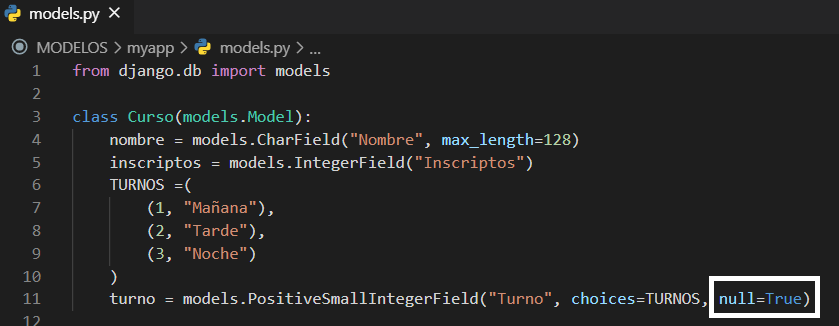 models.py X
MODELOS > myapp > models.py > ...
1 from django.db import models
2
3 class Curso(models.Model):
4 nombre = models.CharField("Nombre", max_length=128)
5 inscriptos = models.IntegerField("Inscriptos")
6 TURNOS =(
7 (1, "Mañana"),
8 (2, "Tarde"),
9 (3, "Noche")
10 )
11 turno = models.PositiveSmallIntegerField("Turno", choices=TURNOS, null=True)
12